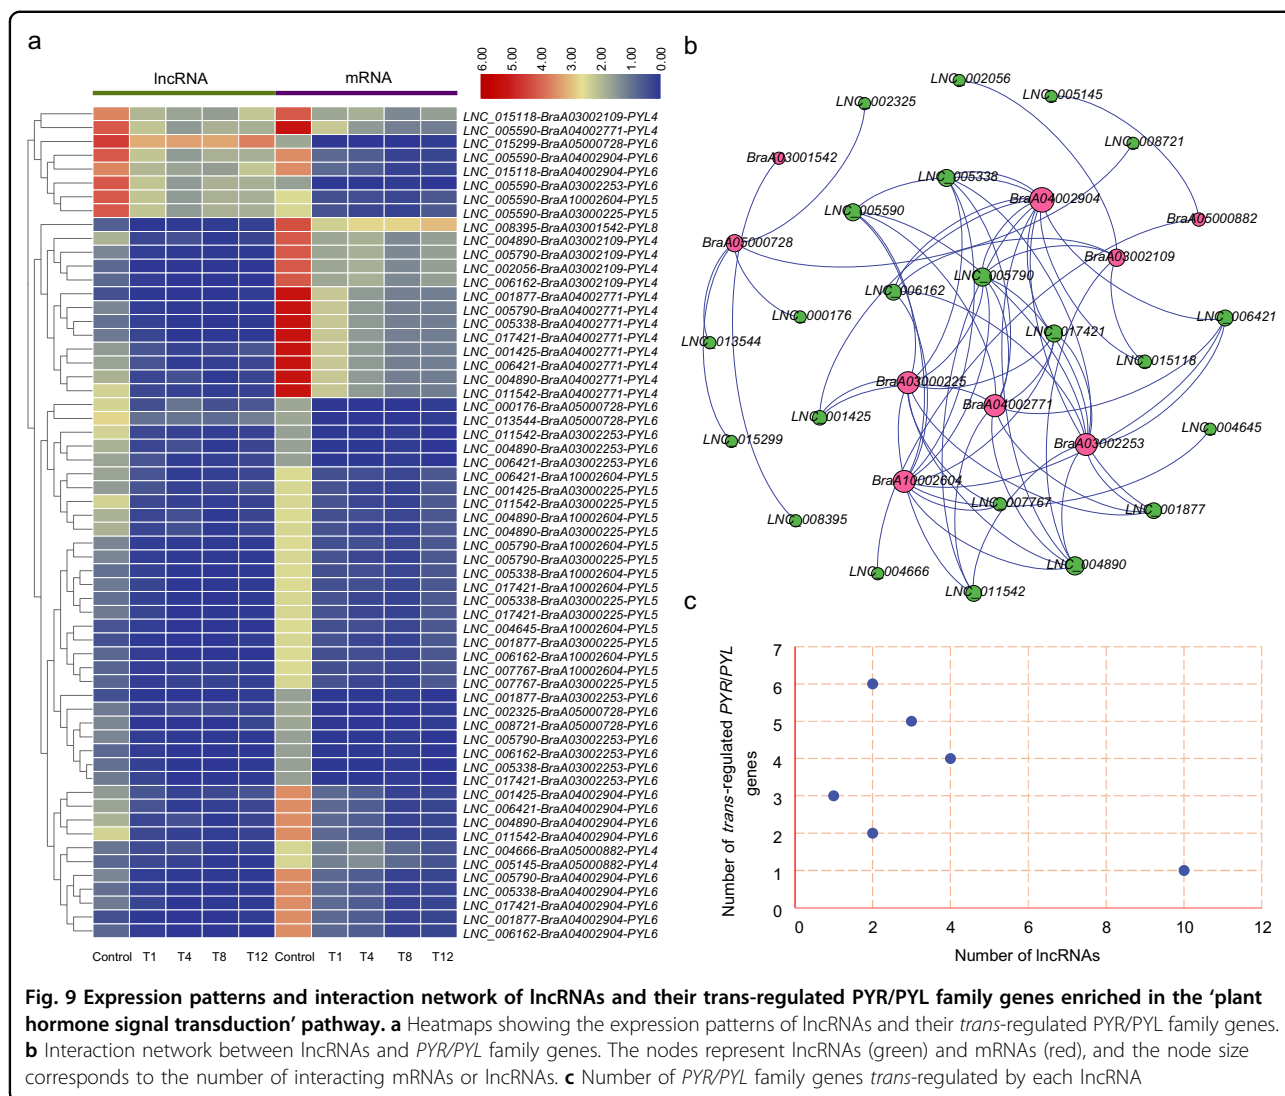 a
lncRNA
mRNA
6.00
5.00
4.00
3.00
2.00
1.00
0.00
LNC_015118-BraA03002109-PYL4
LNC_005590-BraA04002771-PYL4
LNC_015299-BraA05000728-PYL6
LNC_005590-BraA04002904-PYL6
LNC_015118-BraA04002904-PYL6
LNC_005590-BraA03002253-PYL6
LNC_005590-BraA10002604-PYL5
LNC_005590-BraA03000225-PYL5
LNC_008395-BraA03001542-PYL8
LNC_004890-BraA03002109-PYL4
LNC_005790-BraA03002109-PYL4
LNC_002056-BraA03002109-PYL4
LNC_006162-BraA03002109-PYL4
LNC_001877-BraA04002771-PYL4
LNC_005790-BraA04002771-PYL4
LNC_005338-BraA04002771-PYL4
LNC_017421-BraA04002771-PYL4
LNC_001425-BraA04002771-PYL4
LNC_006421-BraA04002771-PYL4
LNC_004890-BraA04002771-PYL4
LNC_011542-BraA04002771-PYL4
LNC_000176-BraA05000728-PYL6
LNC_013544-BraA05000728-PYL6
LNC_011542-BraA03002253-PYL6
LNC_004890-BraA03002253-PYL6
LNC_006421-BraA03002253-PYL6
LNC_006421-BraA10002604-PYL5
LNC_001425-BraA03000225-PYL5
LNC_011542-BraA03000225-PYL5
LNC_004890-BraA10002604-PYL5
LNC_004890-BraA03000225-PYL5
LNC_005790-BraA10002604-PYL5
LNC_005790-BraA03000225-PYL5
LNC_005338-BraA10002604-PYL5
LNC_017421-BraA10002604-PYL5
LNC_005338-BraA03000225-PYL5
LNC_017421-BraA03000225-PYL5
LNC_004645-BraA10002604-PYL5
LNC_001877-BraA03000225-PYL5
LNC_006162-BraA10002604-PYL5
LNC_007767-BraA10002604-PYL5
LNC_007767-BraA03000225-PYL5
LNC_001877-BraA03002253-PYL6
LNC_002325-BraA05000728-PYL6
LNC_008721-BraA05000728-PYL6
LNC_005790-BraA03002253-PYL6
LNC_006162-BraA03002253-PYL6
LNC_005338-BraA03002253-PYL6
LNC_017421-BraA03002253-PYL6
LNC_001425-BraA04002904-PYL6
LNC_006421-BraA04002904-PYL6
LNC_004890-BraA04002904-PYL6
LNC_011542-BraA04002904-PYL6
LNC_004666-BraA05000882-PYL4
LNC_005145-BraA05000882-PYL4
LNC_005790-BraA04002904-PYL6
LNC_005338-BraA04002904-PYL6
LNC_017421-BraA04002904-PYL6
LNC_001877-BraA04002904-PYL6
LNC_006162-BraA04002904-PYL6
Control T1 T4 T8 T12 Control T1 T4 T8 T12
b
LNC_002056
LNC_005145
LNC_002325
LNC_008721
BraA03001542
LNC_005338
BraA04002904
LNC_005590
BraA05000882
BraA05000728
BraA03002109
LNC_005790
LNC_006162
LNC_000176
LNC_006421
LNC_017421
LNC_013544
LNC_015118
BraA03000225
BraA04002771
LNC_001425
LNC_004645
LNC_015299
BraA03002253
BraA10002604
LNC_007767
LNC_001877
LNC_008395
LNC_004666
LNC_004890
LNC_011542
c
Number of trans-regulated PYR/PYL
genes
7
6
5
4
3
2
1
0
0 2 4 6 8 10 12
Number of lncRNAs
Fig. 9 Expression patterns and interaction network of lncRNAs and their trans-regulated PYR/PYL family genes enriched in the ‘plant
hormone signal transduction’ pathway. a Heatmaps showing the expression patterns of lncRNAs and their trans-regulated PYR/PYL family genes.
b Interaction network between lncRNAs and PYR/PYL family genes. The nodes represent lncRNAs (green) and mRNAs (red), and the node size
corresponds to the number of interacting mRNAs or lncRNAs. c Number of PYR/PYL family genes trans-regulated by each lncRNA